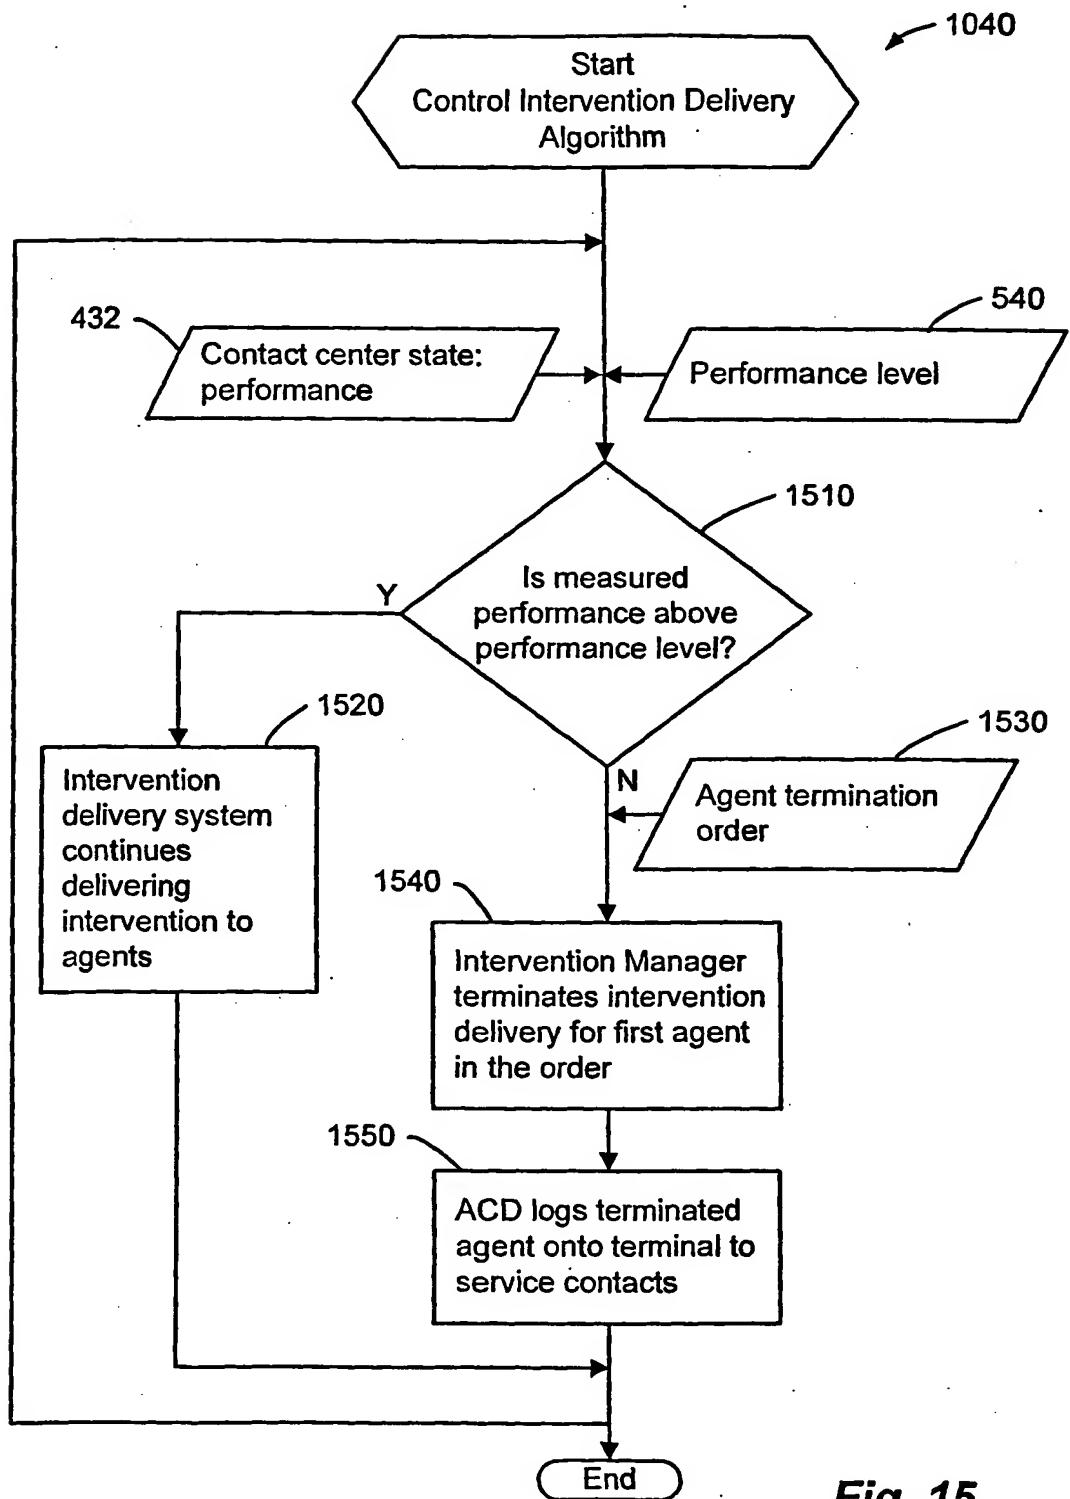 1040
Start
Control Intervention Delivery
Algorithm
432
Contact center state:
performance
540
Performance level
1510
Is measured
performance above
performance level?
Y
N
1520
Intervention
delivery system
continues
delivering
intervention to
agents
1530
Agent termination
order
1540
Intervention Manager
terminates intervention
delivery for first agent
in the order
1550
ACD logs terminated
agent onto terminal to
service contacts
End
Fig. 15